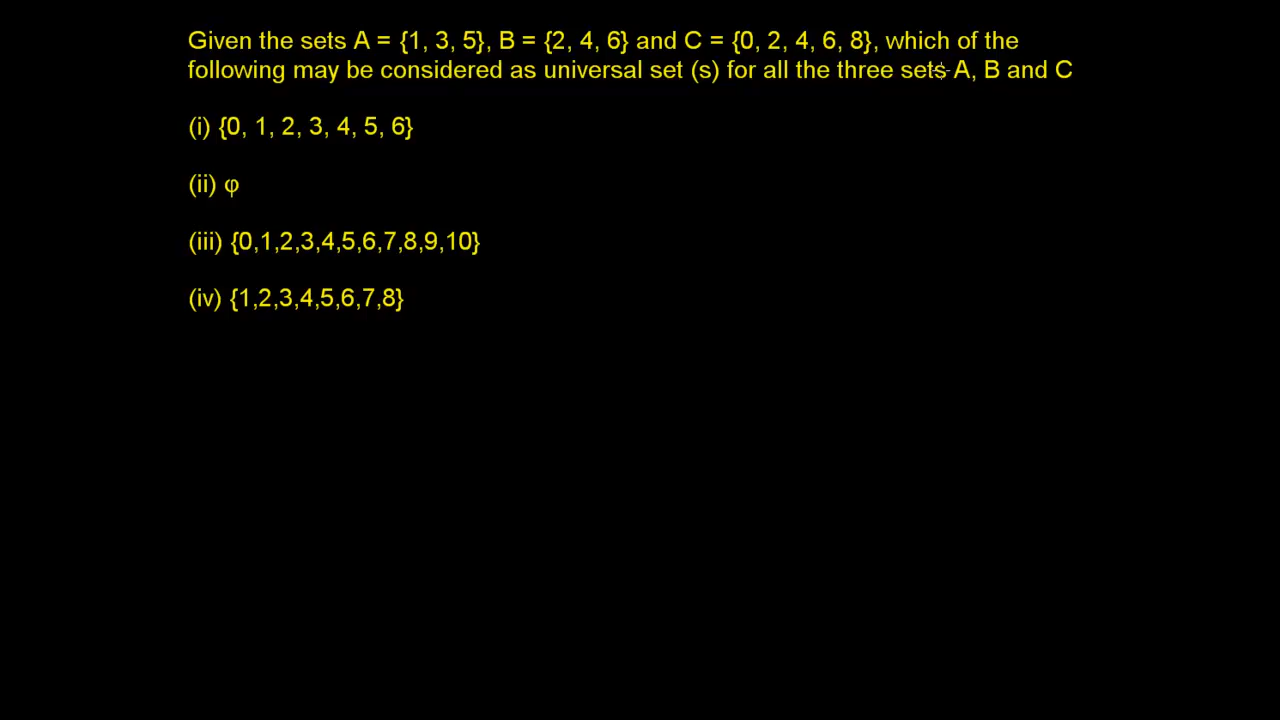 Given the sets A = {1, 3, 5}, B = {2, 4, 6} and C = {0, 2, 4, 6, 8}, which of the
following may be considered as universal set (s) for all the three sets A, B and C
(i) {0, 1, 2, 3, 4, 5, 6}
(ii) φ
(iii) {0,1,2,3,4,5,6,7,8,9,10}
(iv) {1,2,3,4,5,6,7,8}